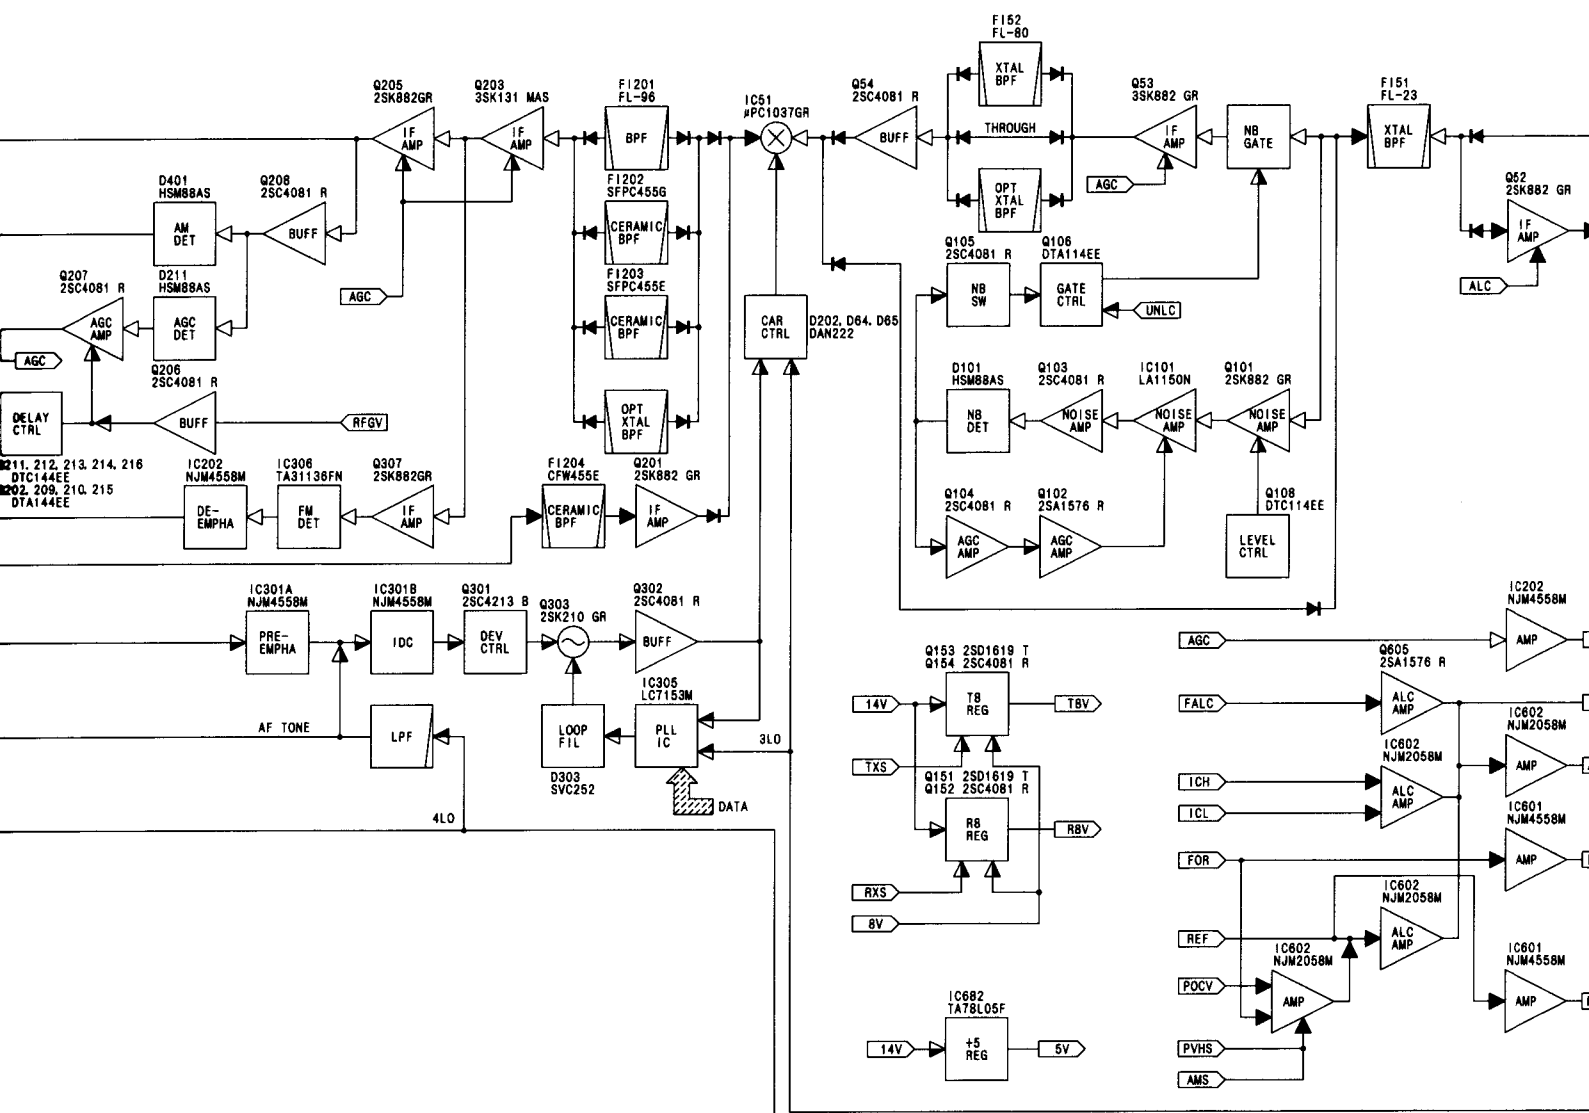 FI52
FL-80
XTAL
BPF
Q205
2SK882GR
IF
AMP
Q203
3SK131 MAS
IF
AMP
FI201
FL-96
BPF
IC51
μPC1037GR
Q54
2SC4081 R
BUFF
THROUGH
Q53
3SK882 GR
IF
AMP
NB
GATE
FI51
FL-23
XTAL
BPF
D401
HSM88AS
AM
DET
Q208
2SC4081 R
BUFF
FI202
SFPC455G
CERAMIC
BPF
OPT
XTAL
BPF
AGC
Q52
2SK882 GR
IF
AMP
ALC
Q207
2SC4081 R
AGC
AMP
D211
HSM88AS
AGC
DET
AGC
FI203
SFPC455E
CERAMIC
BPF
CAR
CTRL
D202, D64, D65
DAN222
Q105
2SC4081 R
NB
SW
Q106
DTA114EE
GATE
CTRL
UNLC
AGC
Q206
2SC4081 R
BUFF
RFGV
DELAY
CTRL
OPT
XTAL
BPF
D101
HSM88AS
NB
DET
Q103
2SC4081 R
NOISE
AMP
IC101
LA1150N
NOISE
AMP
Q101
2SK882 GR
NOISE
AMP
Q211, 212, 213, 214, 216
DTC144EE
Q202, 209, 210, 215
DTA144EE
IC202
NJM4558M
DE-
EMPHA
IC306
TA31136FN
FM
DET
Q307
2SK882GR
IF
AMP
FI204
CFW455E
CERAMIC
BPF
Q201
2SK882 GR
IF
AMP
Q104
2SC4081 R
AGC
AMP
Q102
2SA1576 R
AGC
AMP
Q108
DTC114EE
LEVEL
CTRL
IC301A
NJM4558M
PRE-
EMPHA
IC301B
NJM4558M
IDC
Q301
2SC4213 B
DEV
CTRL
Q303
2SK210 GR
Q302
2SC4081 R
BUFF
IC202
NJM4558M
AMP
AGC
AF TONE
LPF
LOOP
FIL
D303
SVC252
IC305
LC7153M
PLL
IC
3LO
DATA
4LO
Q153 2SD1619 T
Q154 2SC4081 R
14V
T8
REG
T8V
TXS
Q151 2SD1619 T
Q152 2SC4081 R
R8
REG
R8V
RXS
8V
Q605
2SA1576 R
FALC
ALC
AMP
IC602
NJM2058M
AMP
IC602
NJM2058M
ICH
ICL
ALC
AMP
IC601
NJM4558M
FOR
AMP
IC602
NJM2058M
REF
ALC
AMP
IC602
NJM2058M
POCV
AMP
IC601
NJM4558M
AMP
PVHS
AMS
IC682
TA78L05F
14V
+5
REG
5V